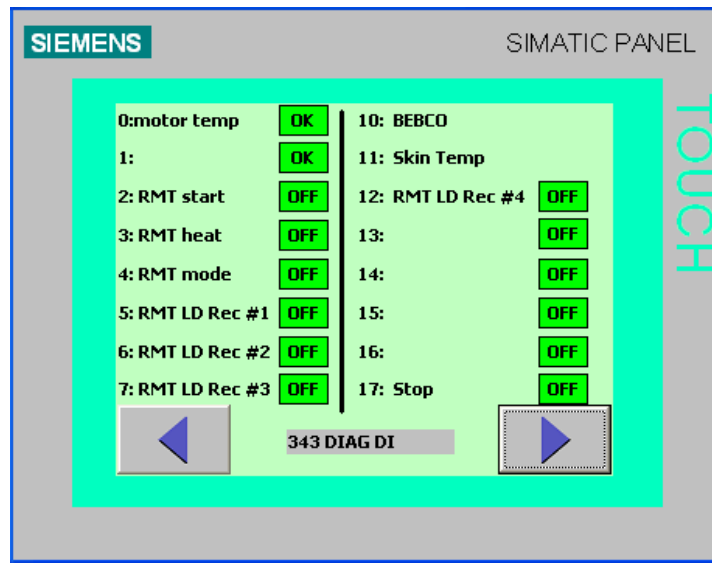 SIEMENS
SIMATIC PANEL
TOUCH
0:motor temp OK
1: OK
2: RMT start OFF
3: RMT heat OFF
4: RMT mode OFF
5: RMT LD Rec #1 OFF
6: RMT LD Rec #2 OFF
7: RMT LD Rec #3 OFF
10: BEBCO
11: Skin Temp
12: RMT LD Rec #4 OFF
13: OFF
14: OFF
15: OFF
16: OFF
17: Stop OFF
343 DIAG DI